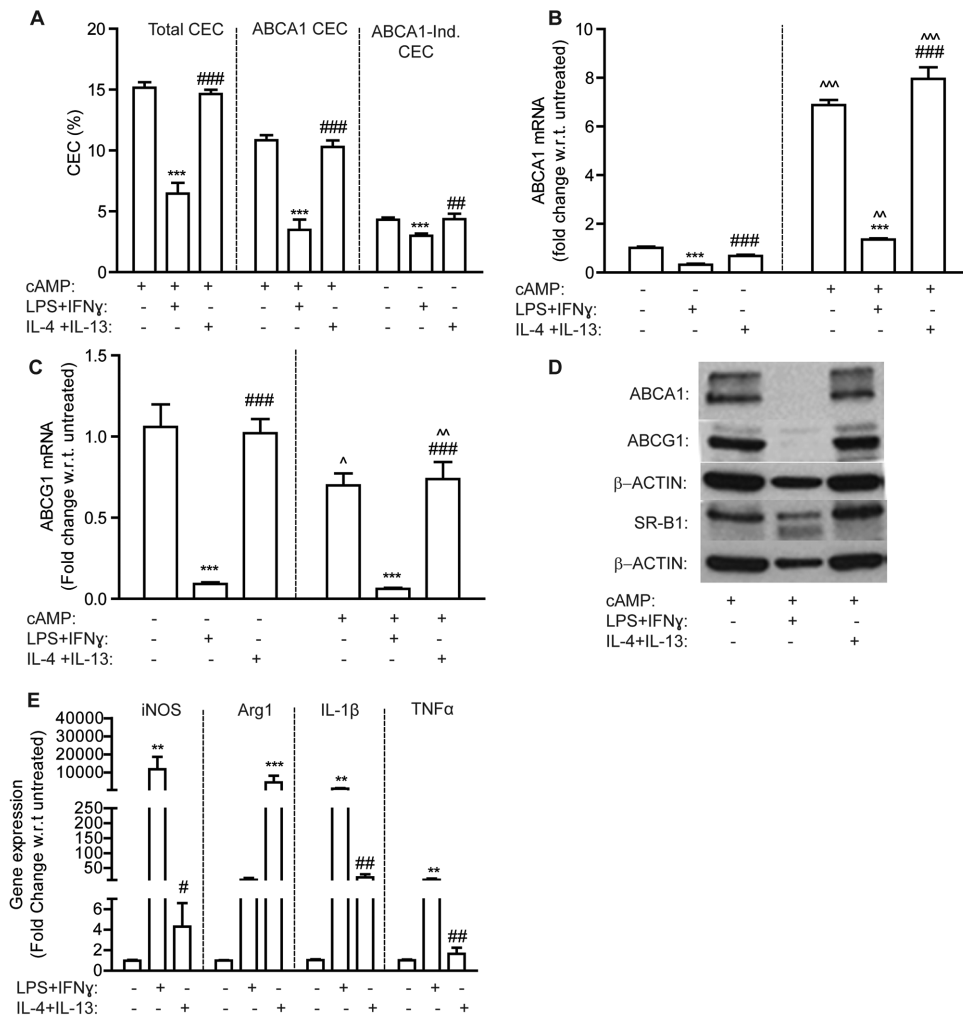 A
Total CEC
ABCA1 CEC
ABCA1-Ind.
CEC
CEC (%)
20
15
10
5
0
***
###
***
###
***
##
cAMP: + + + + + + - - -
LPS+IFNɣ: - + - - + - - + -
IL-4 +IL-13: - - + - - + - - +
B
ABCA1 mRNA
(fold change w.r.t. untreated)
10
8
6
4
2
0
***
###
^^^
^^
***
^^^
###
cAMP: - - - + + +
LPS+IFNɣ: - + - - + -
IL-4 +IL-13: - - + - - +
C
ABCG1 mRNA
(Fold change w.r.t. untreated)
1.5
1.0
0.5
0.0
***
###
^
***
^^
###
cAMP: - - - + + +
LPS+IFNɣ: - + - - + -
IL-4 +IL-13: - - + - - +
D
ABCA1:
ABCG1:
β–ACTIN:
SR-B1:
β–ACTIN:
cAMP: + + +
LPS+IFNɣ: - + -
IL-4+IL-13: - - +
E
iNOS
Arg1
IL-1β
TNFα
Gene expression
(Fold Change w.r.t untreated)
40000
30000
20000
10000
250
200
150
100
50
6
4
2
0
**
#
***
**
##
**
##
LPS+IFNɣ: - + - - + - - + - - + -
IL-4+IL-13: - - + - - + - - + - - +